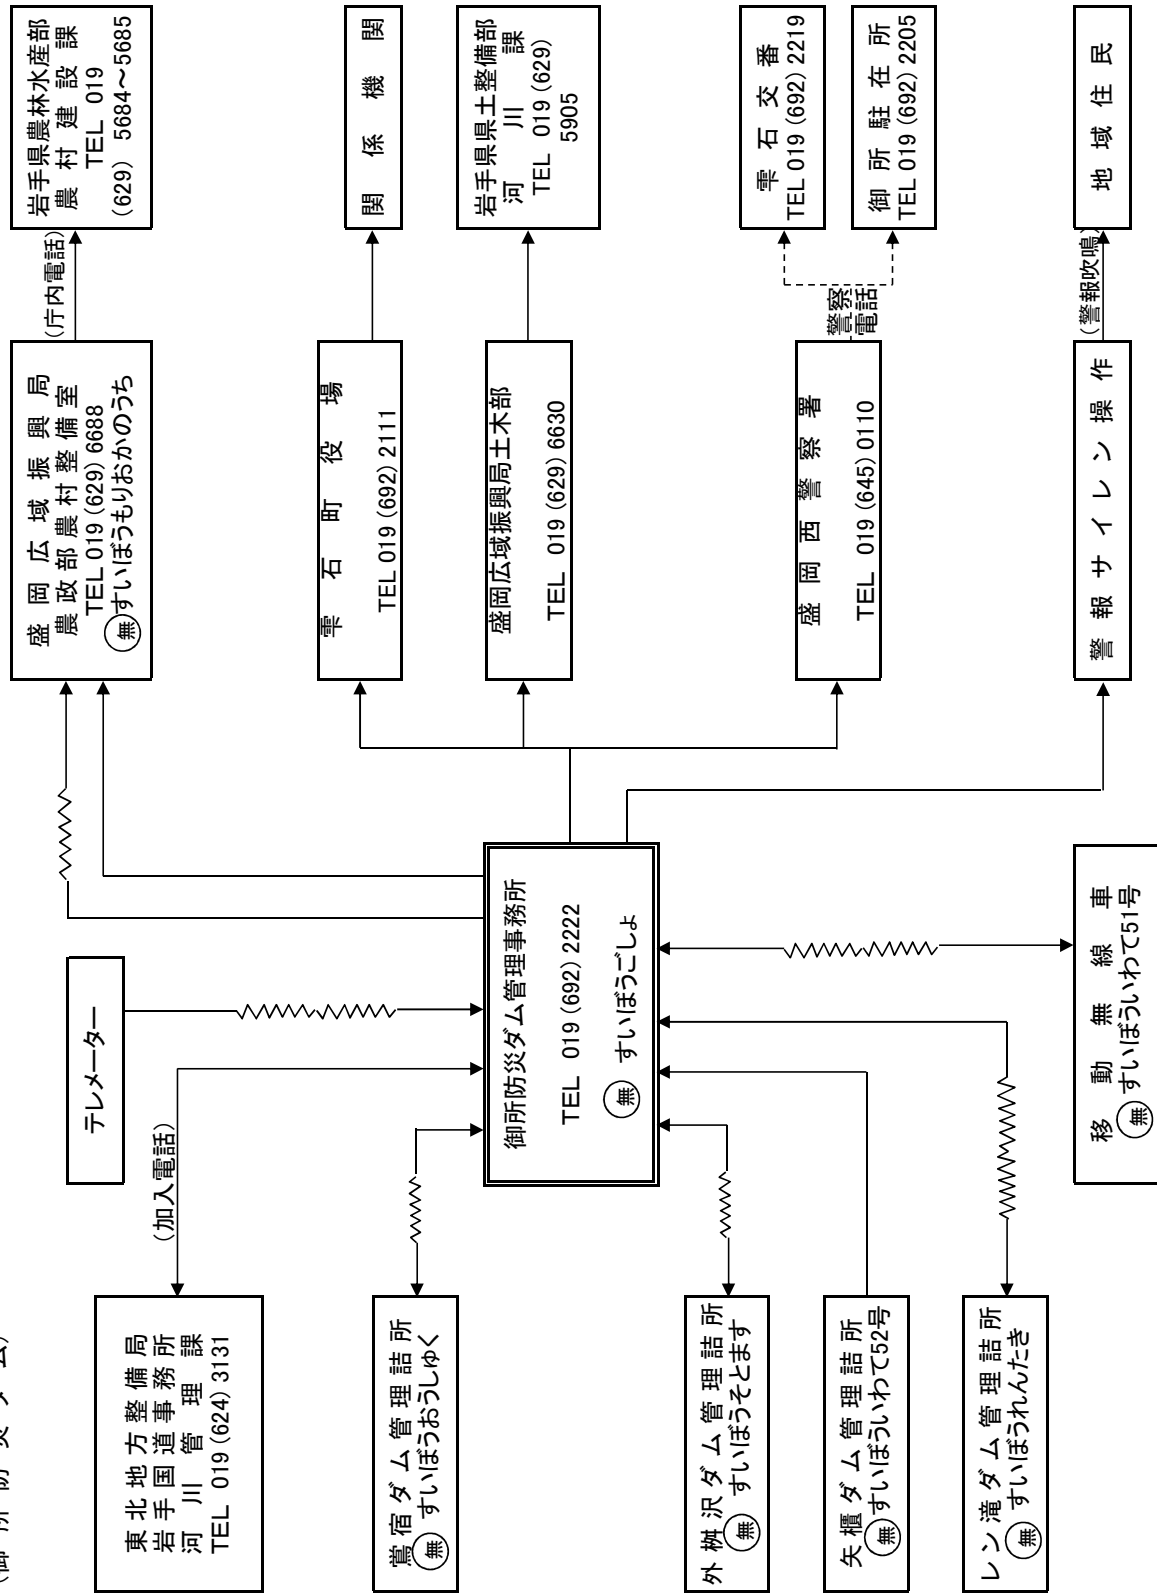 （御所防災ダム）
東北地方整備局
岩手国道事務所
河川管理課
TEL 019（624）3131
（加入電話）
テレメーター
鶯宿ダム管理詰所
無 すいぼうおうしゅく
外桝沢ダム管理詰所
無 すいぼうそとます
矢櫃ダム管理詰所
無 すいぼういわて52号
レン滝ダム管理詰所
無 すいぼうれんたき
御所防災ダム管理事務所
TEL 019（692）2222
無 すいぼうごしょ
移動無線車
無 すいぼういわて51号
盛岡広域振興局
農政部農村整備室
TEL 019（629）6688
無 すいぼうもりおかのうち
雫石町役場
TEL 019（692）2111
盛岡広域振興局土木部
TEL 019（629）6630
盛岡西警察署
TEL 019（645）0110
警報サイレン操作
（庁内電話）
警察
電話
（警報吹鳴）
岩手県農林水産部
農村建設課
TEL 019
（629） 5684～5685
関係機関
岩手県県土整備部
河川課
TEL 019（629）
5905
雫石交番
TEL 019（692）2219
御所駐在所
TEL 019（692）2205
地域住民